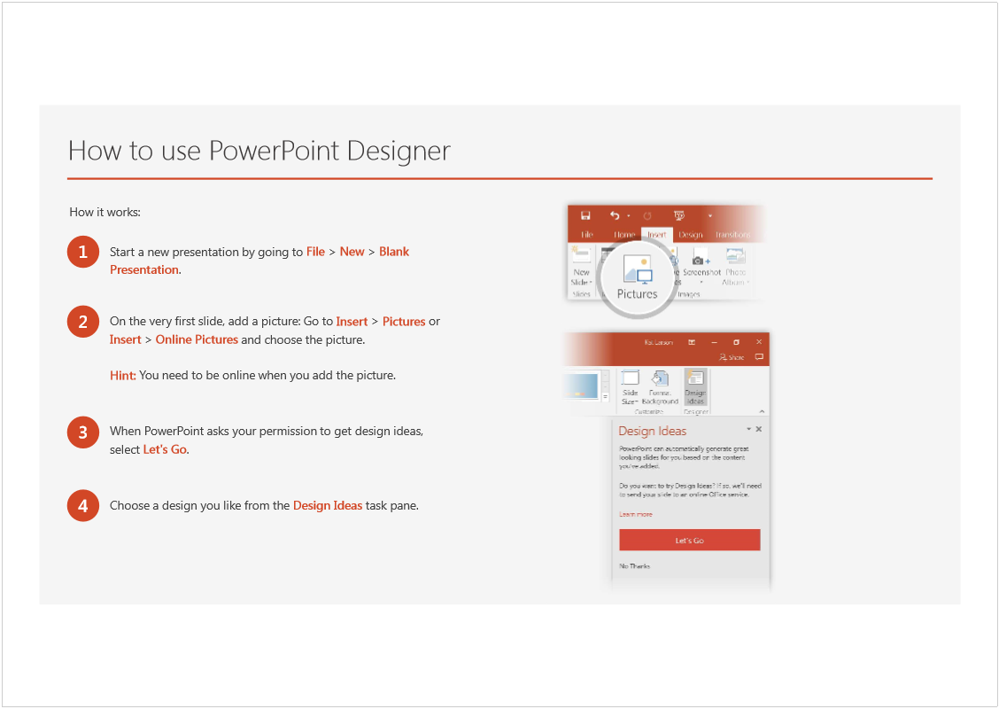 How to use PowerPoint Designer
How it works:
1
Start a new presentation by going to File > New > Blank
Presentation.
2
On the very first slide, add a picture: Go to Insert > Pictures or
Insert > Online Pictures and choose the picture.
Hint: You need to be online when you add the picture.
3
When PowerPoint asks your permission to get design ideas,
select Let's Go.
4
Choose a design you like from the Design Ideas task pane.
File Home Insert Design Transitions
New
Slide
Slides
Pictures
Screenshot
Photo
Album
Images
Larson
Share
Slide
Size
Format
Background
Design
Ideas
Customize
Designer
Design Ideas
PowerPoint can automatically generate great
looking slides for you based on the content
you've added.
Do you want to try Design Ideas? If so, we'll need
to send your slide to an online Office service.
Learn more
Let's Go
No Thanks